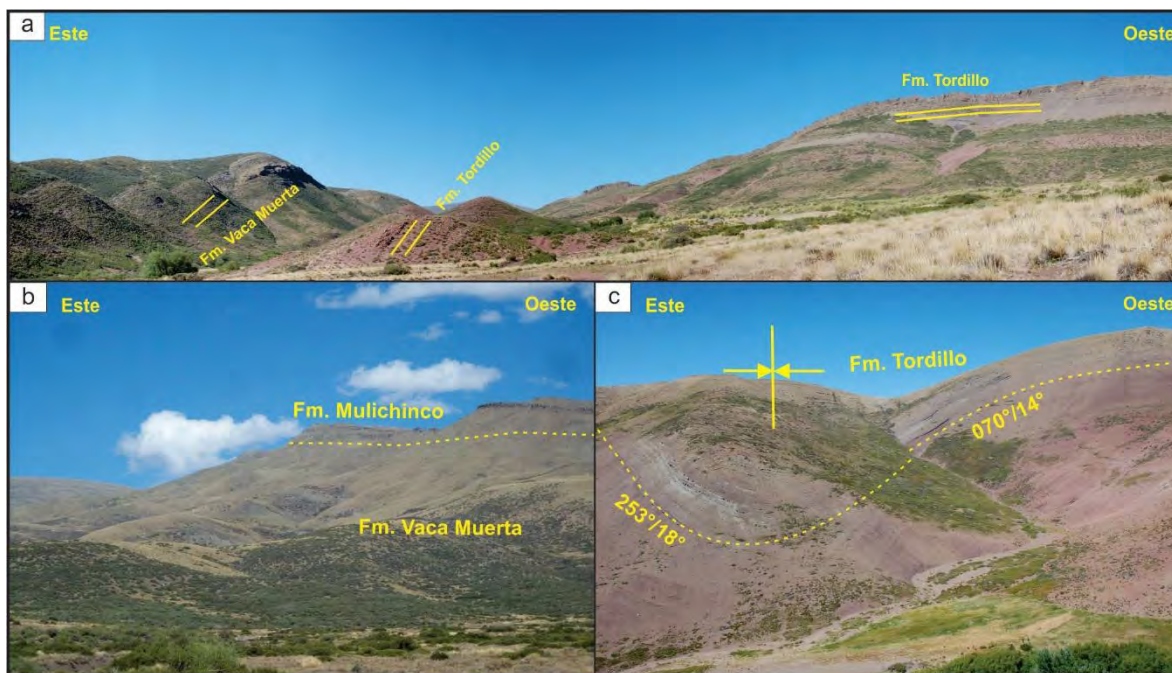 a
Este
Oeste
Fm. Tordillo
Fm. Tordillo
Fm. Vaca Muerta
b
Este
Oeste
Fm. Mulichinco
Fm. Vaca Muerta
c
Este
Oeste
Fm. Tordillo
070°/14°
253°/18°